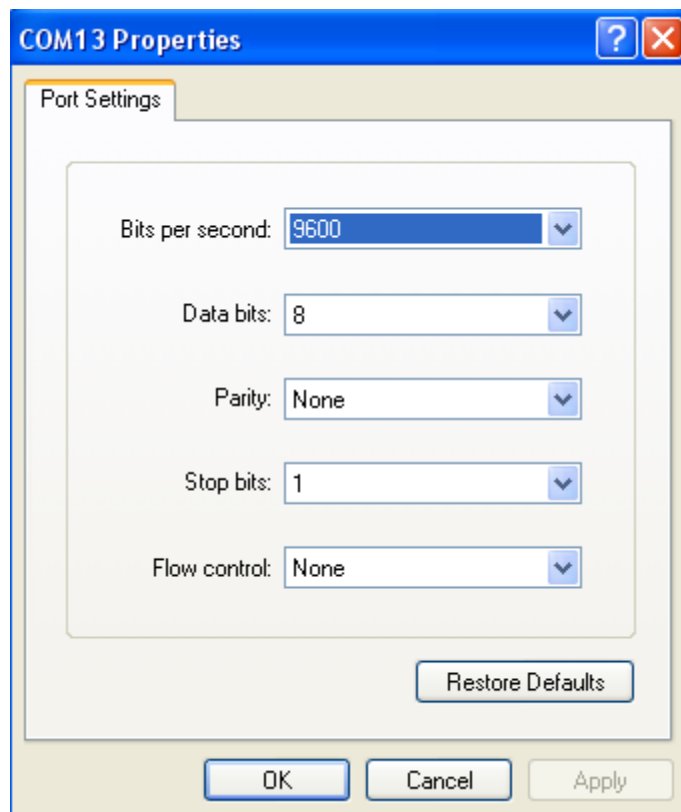 COM13 Properties
Port Settings
Bits per second: 9600
Data bits: 8
Parity: None
Stop bits: 1
Flow control: None
Restore Defaults
OK Cancel Apply